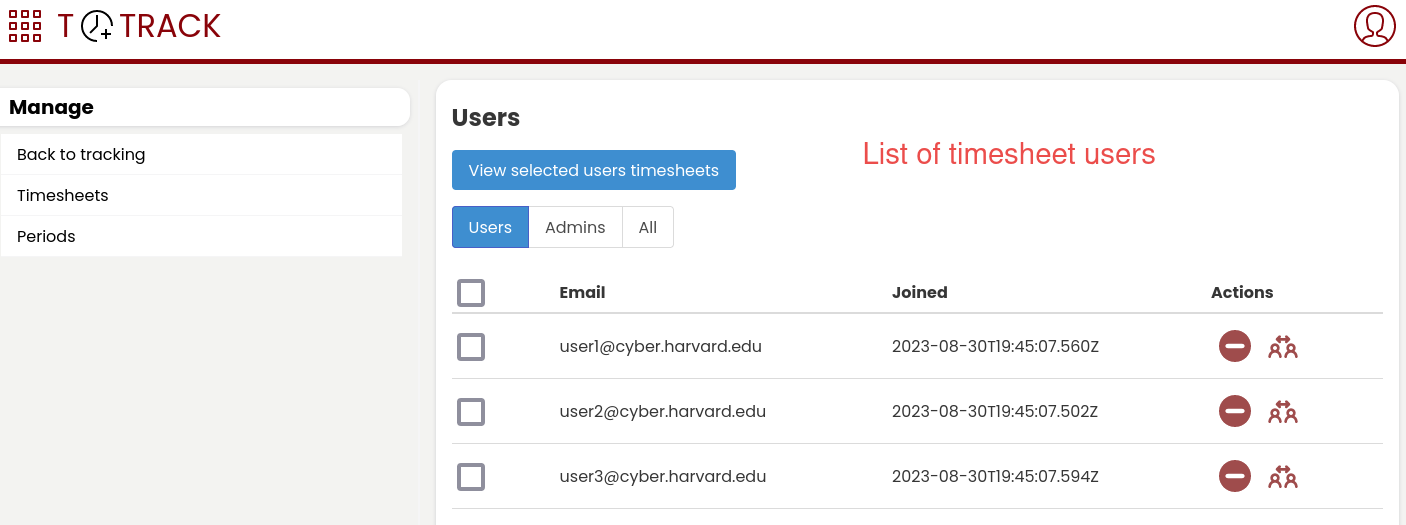 T TRACK
Manage
Back to tracking
Timesheets
Periods
Users
List of timesheet users
View selected users timesheets
Users Admins All
Email Joined Actions
user1@cyber.harvard.edu 2023-08-30T19:45:07.560Z
user2@cyber.harvard.edu 2023-08-30T19:45:07.502Z
user3@cyber.harvard.edu 2023-08-30T19:45:07.594Z